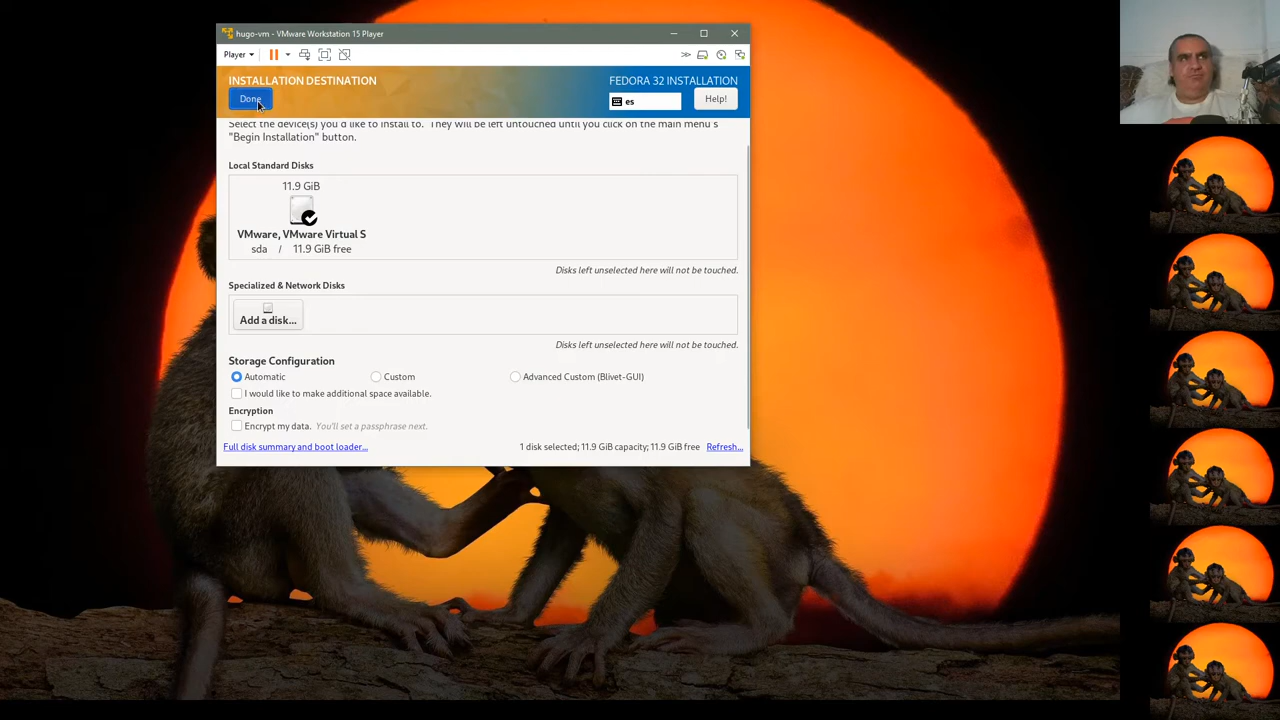 hugo-vm - VMware Workstation 15 Player
Player
INSTALLATION DESTINATION
FEDORA 32 INSTALLATION
Done
es
Help!
Select the device(s) you'd like to install to. They will be left untouched until you click on the main menu's
"Begin Installation" button.
Local Standard Disks
11.9 GiB
VMware, VMware Virtual S
sda / 11.9 GiB free
Disks left unselected here will not be touched.
Specialized & Network Disks
Add a disk...
Disks left unselected here will not be touched.
Storage Configuration
Automatic
Custom
Advanced Custom (Blivet-GUI)
I would like to make additional space available.
Encryption
Encrypt my data. You'll set a passphrase next.
Full disk summary and boot loader...
1 disk selected; 11.9 GiB capacity; 11.9 GiB free
Refresh...